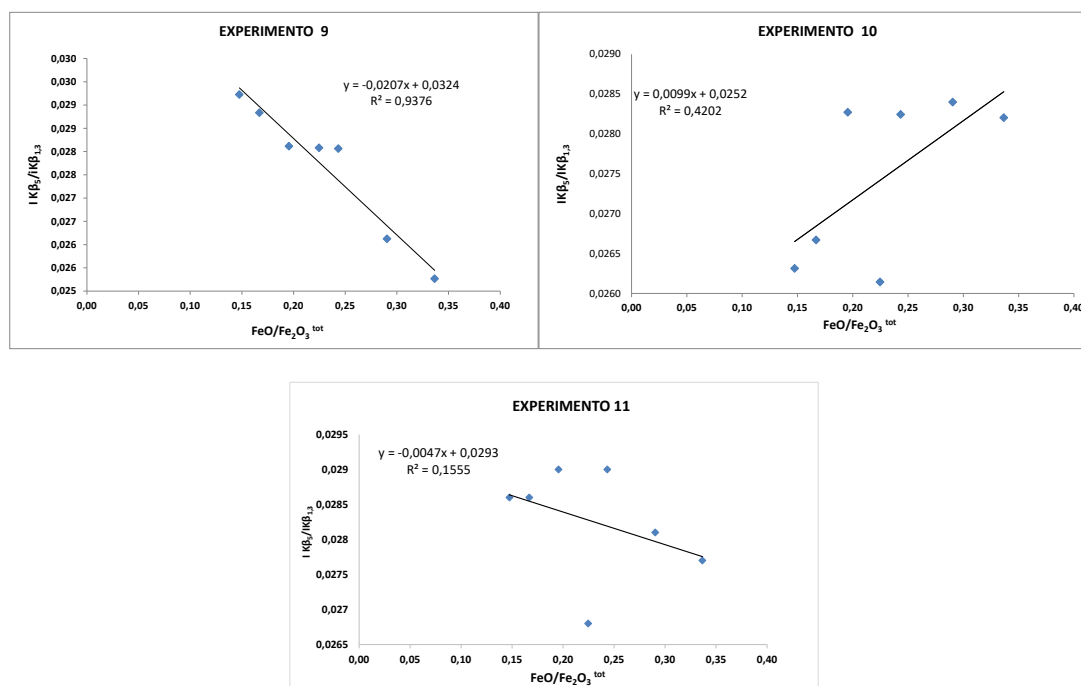 EXPERIMENTO 9
0,030
0,030
0,029
0,029
0,028
0,028
0,027
0,027
0,026
0,026
0,025
I Kβ₅/iKβ₁,₃
y = -0,0207x + 0,0324
R² = 0,9376
0,00 0,05 0,10 0,15 0,20 0,25 0,30 0,35 0,40
FeO/Fe₂O₃ ᵗᵒᵗ
EXPERIMENTO 10
0,0290
0,0285
0,0280
0,0275
0,0270
0,0265
0,0260
IKβ₅/iKβ₁,₃
y = 0,0099x + 0,0252
R² = 0,4202
0,00 0,05 0,10 0,15 0,20 0,25 0,30 0,35 0,40
FeO/Fe₂O₃ ᵗᵒᵗ
EXPERIMENTO 11
0,0295
0,029
0,0285
0,028
0,0275
0,027
0,0265
I Kβ₅/IKβ₁,₃
y = -0,0047x + 0,0293
R² = 0,1555
0,00 0,05 0,10 0,15 0,20 0,25 0,30 0,35 0,40
FeO/Fe₂O₃ ᵗᵒᵗ